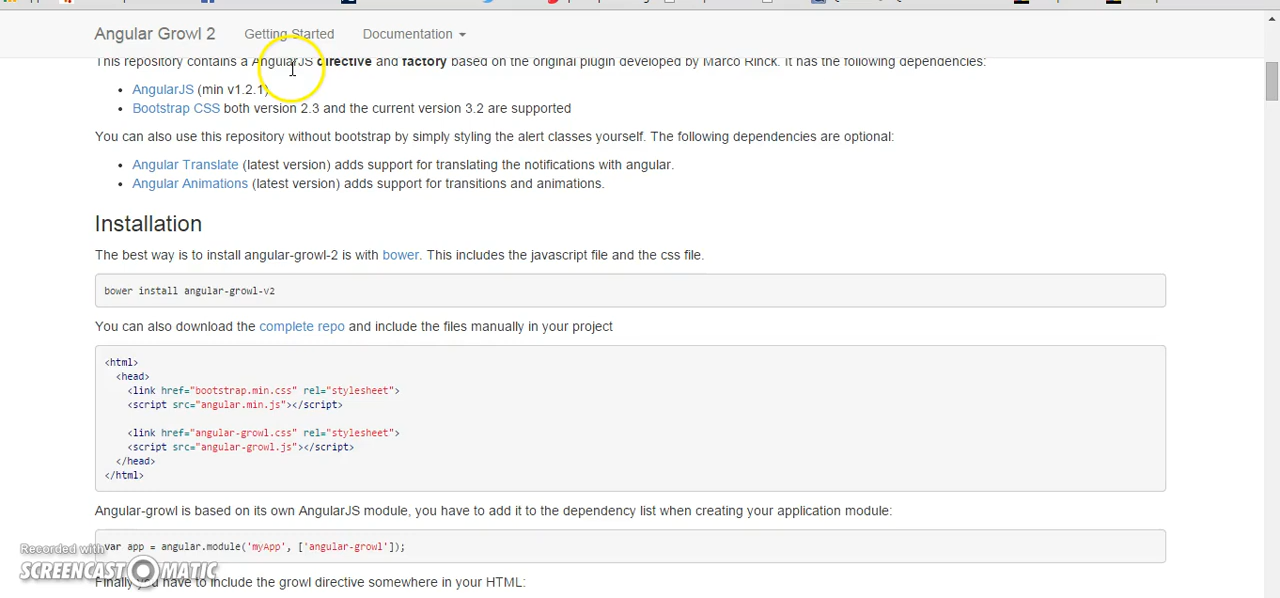 Angular Growl 2 Getting Started Documentation
This repository contains a AngularJS directive and factory based on the original plugin developed by Marco Rinck. It has the following dependencies:
AngularJS (min v1.2.1)
Bootstrap CSS both version 2.3 and the current version 3.2 are supported
You can also use this repository without bootstrap by simply styling the alert classes yourself. The following dependencies are optional:
Angular Translate (latest version) adds support for translating the notifications with angular.
Angular Animations (latest version) adds support for transitions and animations.
Installation
The best way is to install angular-growl-2 is with bower. This includes the javascript file and the css file.
bower install angular-growl-v2
You can also download the complete repo and include the files manually in your project
<html>
<head>
<link href="bootstrap.min.css" rel="stylesheet">
<script src="angular.min.js"></script>
<link href="angular-growl.css" rel="stylesheet">
<script src="angular-growl.js"></script>
</head>
</html>
Angular-growl is based on its own AngularJS module, you have to add it to the dependency list when creating your application module:
var app = angular.module('myApp', ['angular-growl']);
Recorded with
SCREENCAST MATIC
Finally you have to include the growl directive somewhere in your HTML: